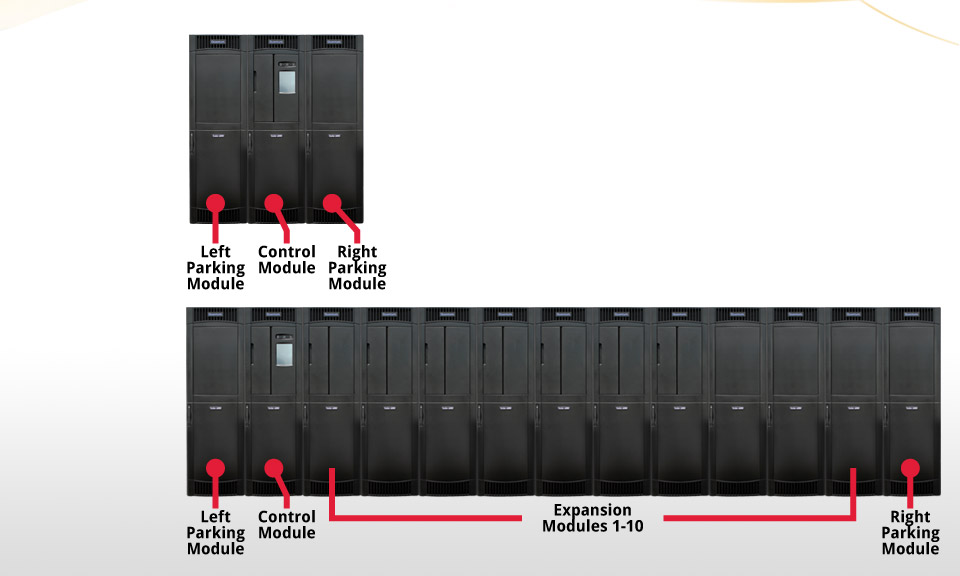 Left
Parking
Module
Control
Module
Right
Parking
Module
Left
Parking
Module
Control
Module
Expansion
Modules 1-10
Right
Parking
Module